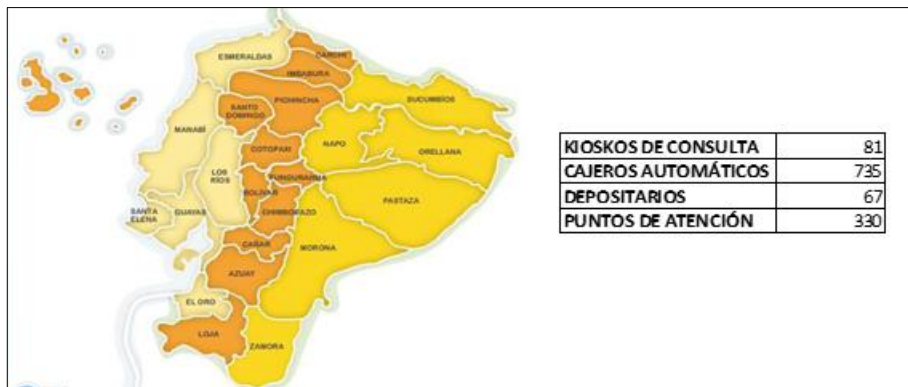 ESMERALDAS
CARCHI
IMBABURA
PICHINCHA
SUCUMBÍOS
SANTO
DOMINGO
MANABÍ
COTOPAXI
NAPO
ORELLANA
LOS
RÍOS
TUNGURAHUA
BOLIVAR
PASTAZA
SANTA
ELENA
GUAYAS
CHIMBORAZO
CAÑAR
MORONA
AZUAY
EL ORO
LOJA
ZAMORA
KIOSKOS DE CONSULTA 81
CAJEROS AUTOMÁTICOS 735
DEPOSITARIOS 67
PUNTOS DE ATENCIÓN 330